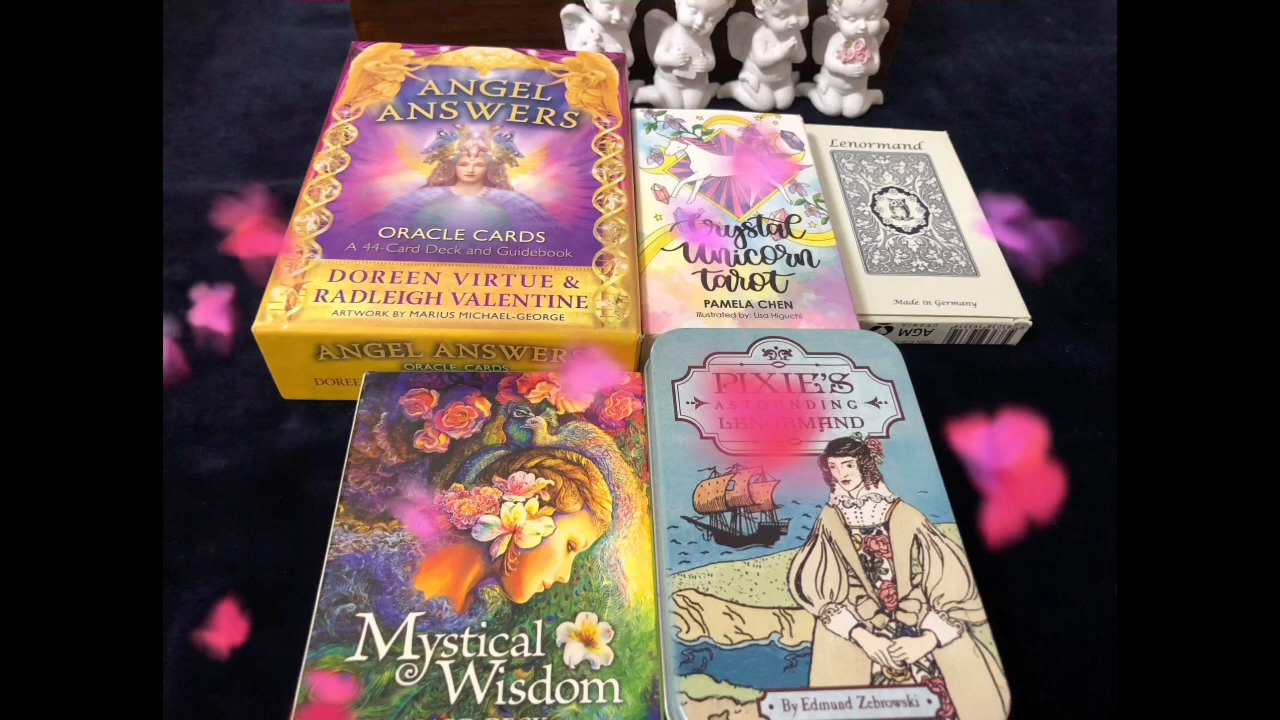 ANGEL
ANSWERS
ORACLE CARDS
A 44-Card Deck and Guidebook
DOREEN VIRTUE &
RADLEIGH VALENTINE
ARTWORK BY MARIUS MICHAEL-GEORGE
ANGEL ANSWERS
ORACLE CARDS
Crystal
Unicorn
tarot
PAMELA CHEN
Illustrated by: Lisa Higuchi
Lenormand
Made in Germany
AGM
Mystical
Wisdom
PIXIE'S
ASTOUNDING
LENORMAND
By Edmund Zebrowski